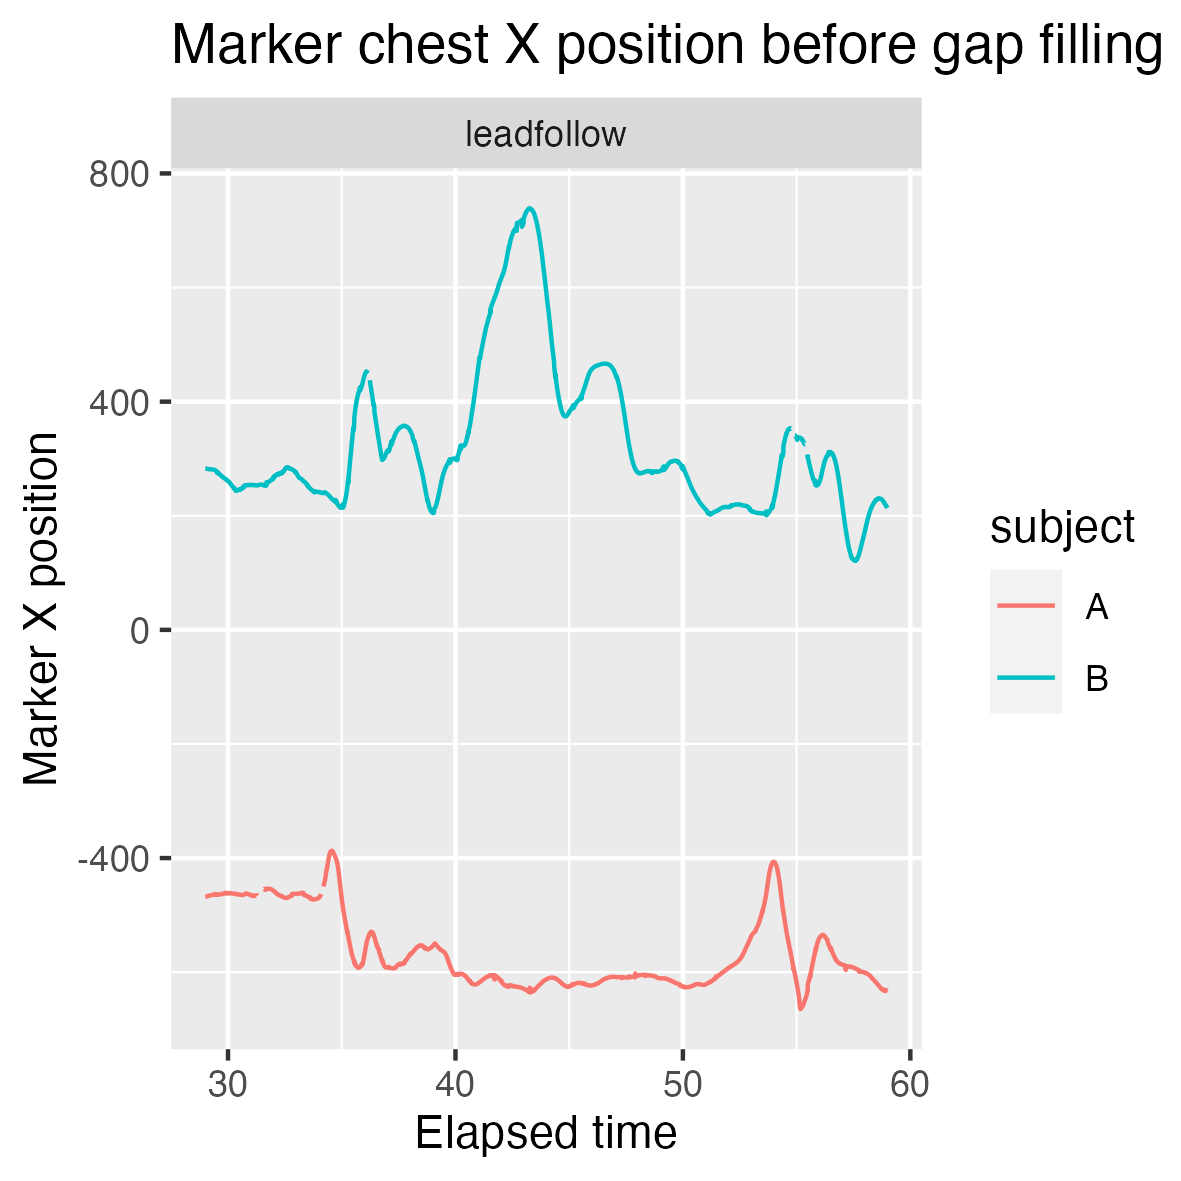 Marker chest X position before gap filling
leadfollow
800
400
0
-400
Marker X position
30 40 50 60
Elapsed time
subject
A
B